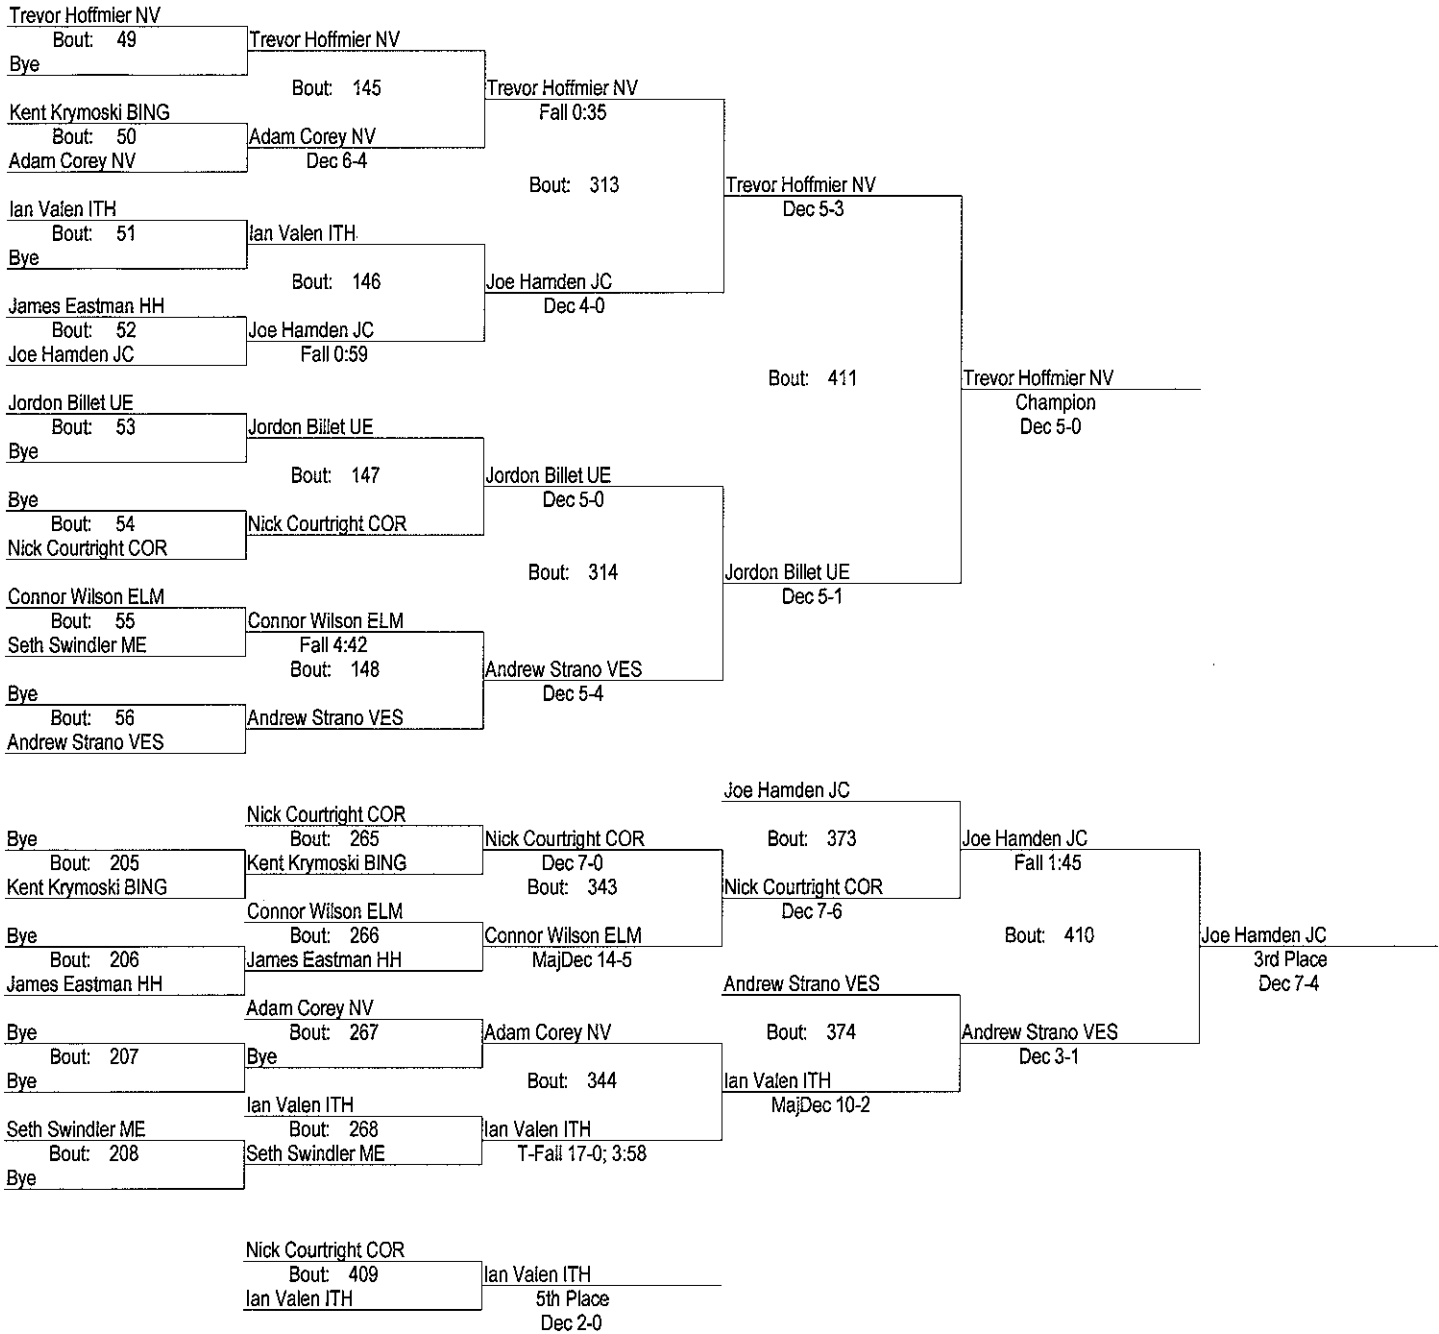 Trevor Hoffmier NV
Bout: 49
Bye
Trevor Hoffmier NV
Bout: 145
Kent Krymoski BING
Bout: 50
Adam Corey NV
Adam Corey NV
Dec 6-4
Trevor Hoffmier NV
Fall 0:35
Bout: 313
Ian Valen ITH
Bout: 51
Bye
Ian Valen ITH
Bout: 146
James Eastman HH
Bout: 52
Joe Hamden JC
Joe Hamden JC
Fall 0:59
Joe Hamden JC
Dec 4-0
Trevor Hoffmier NV
Dec 5-3
Bout: 411
Trevor Hoffmier NV
Champion
Dec 5-0
Jordon Billet UE
Bout: 53
Bye
Jordon Billet UE
Bout: 147
Bye
Bout: 54
Nick Courtright COR
Nick Courtright COR
Jordon Billet UE
Dec 5-0
Bout: 314
Connor Wilson ELM
Bout: 55
Seth Swindler ME
Connor Wilson ELM
Fall 4:42
Bout: 148
Bye
Bout: 56
Andrew Strano VES
Andrew Strano VES
Andrew Strano VES
Dec 5-4
Jordon Billet UE
Dec 5-1
Bye
Bout: 205
Kent Krymoski BING
Nick Courtright COR
Bout: 265
Kent Krymoski BING
Nick Courtright COR
Dec 7-0
Bout: 343
Bye
Bout: 206
James Eastman HH
Connor Wilson ELM
Bout: 266
James Eastman HH
Connor Wilson ELM
MajDec 14-5
Joe Hamden JC
Bout: 373
Nick Courtright COR
Dec 7-6
Joe Hamden JC
Fall 1:45
Bout: 410
Joe Hamden JC
3rd Place
Dec 7-4
Bye
Bout: 207
Bye
Adam Corey NV
Bout: 267
Bye
Adam Corey NV
Bout: 344
Seth Swindler ME
Bout: 208
Bye
Ian Valen ITH
Bout: 268
Seth Swindler ME
Ian Valen ITH
T-Fall 17-0; 3:58
Andrew Strano VES
Bout: 374
Ian Valen ITH
MajDec 10-2
Andrew Strano VES
Dec 3-1
Nick Courtright COR
Bout: 409
Ian Valen ITH
Ian Valen ITH
5th Place
Dec 2-0